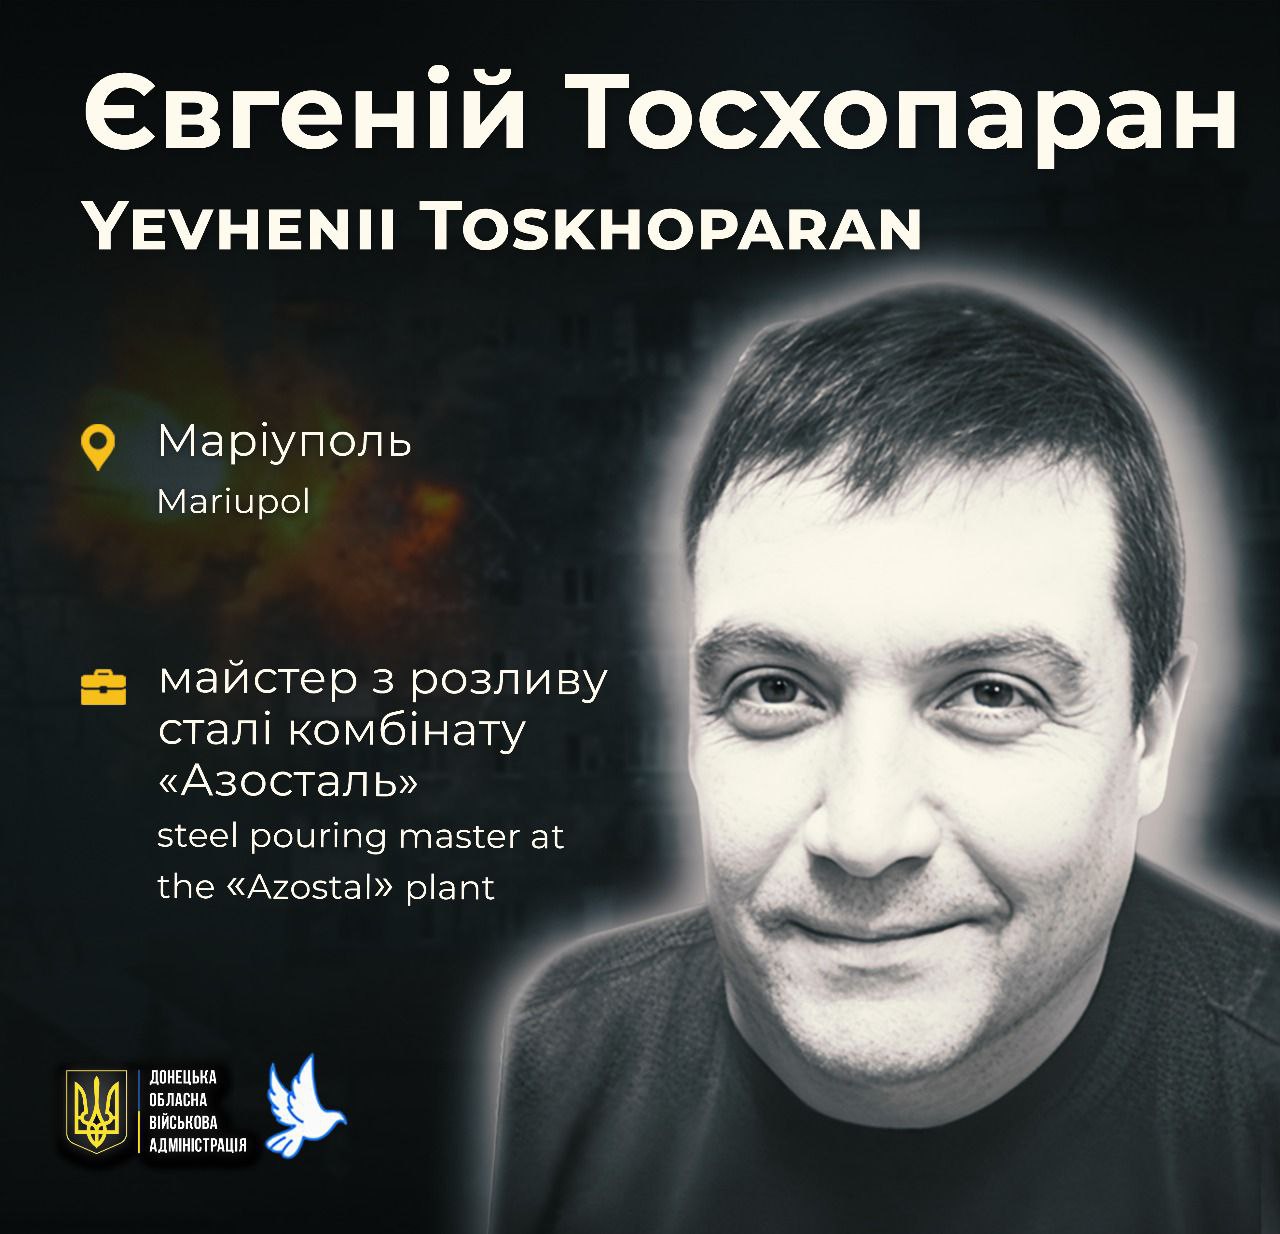 Євгеній Тосхопаран
Yevhenii Toskhoparan
Маріуполь
Mariupol
майстер з розливу
сталі комбінату
«Азосталь»
steel pouring master at
the «Azostal» plant
ДОНЕЦЬКА
ОБЛАСНА
ВІЙСЬКОВА
АДМІНІСТРАЦІЯ